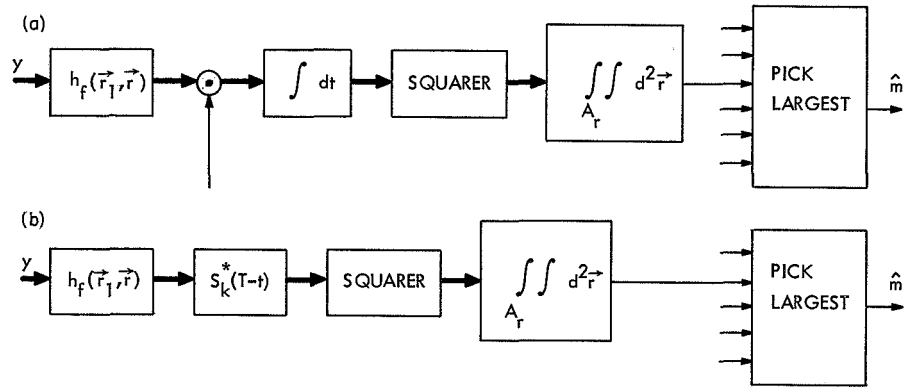 (a)
y
h_f(r⃗_1, r⃗)
∫ dt
SQUARER
∫∫ d²r⃗
A_r
PICK
LARGEST
m̂
(b)
y
h_f(r⃗_1, r⃗)
S_k^*(T-t)
SQUARER
∫∫ d²r⃗
A_r
PICK
LARGEST
m̂